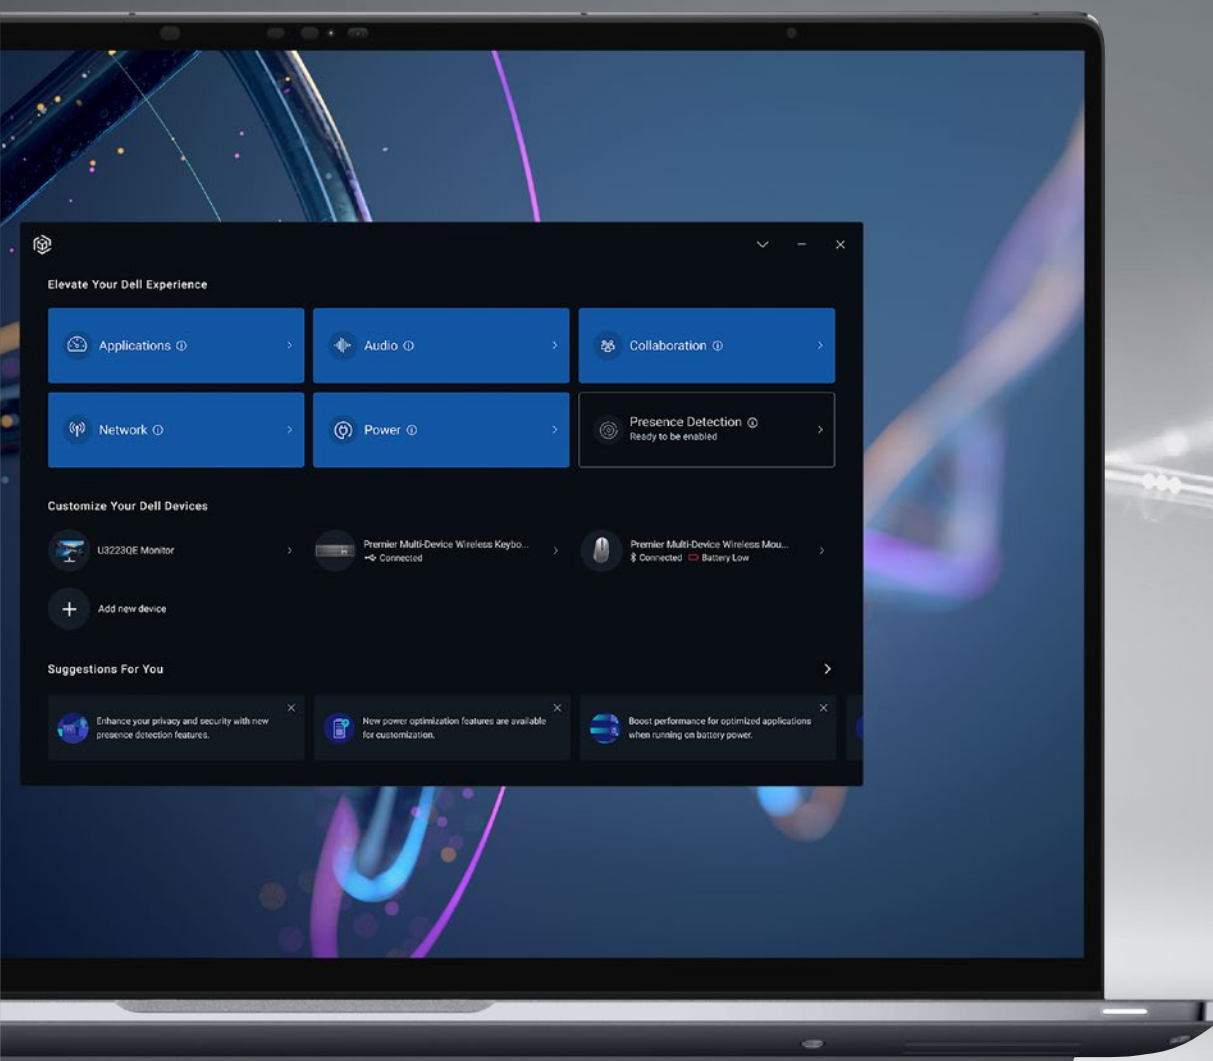 Elevate Your Dell Experience
Applications
Audio
Collaboration
Network
Power
Presence Detection
Ready to be enabled
Customize Your Dell Devices
U3223QE Monitor
Premier Multi-Device Wireless Keybo...
Connected
Premier Multi-Device Wireless Mou...
Connected Battery Low
Add new device
Suggestions For You
Enhance your privacy and security with new
presence detection features.
New power optimization features are available
for customization.
Boost performance for optimized applications
when running on battery power.